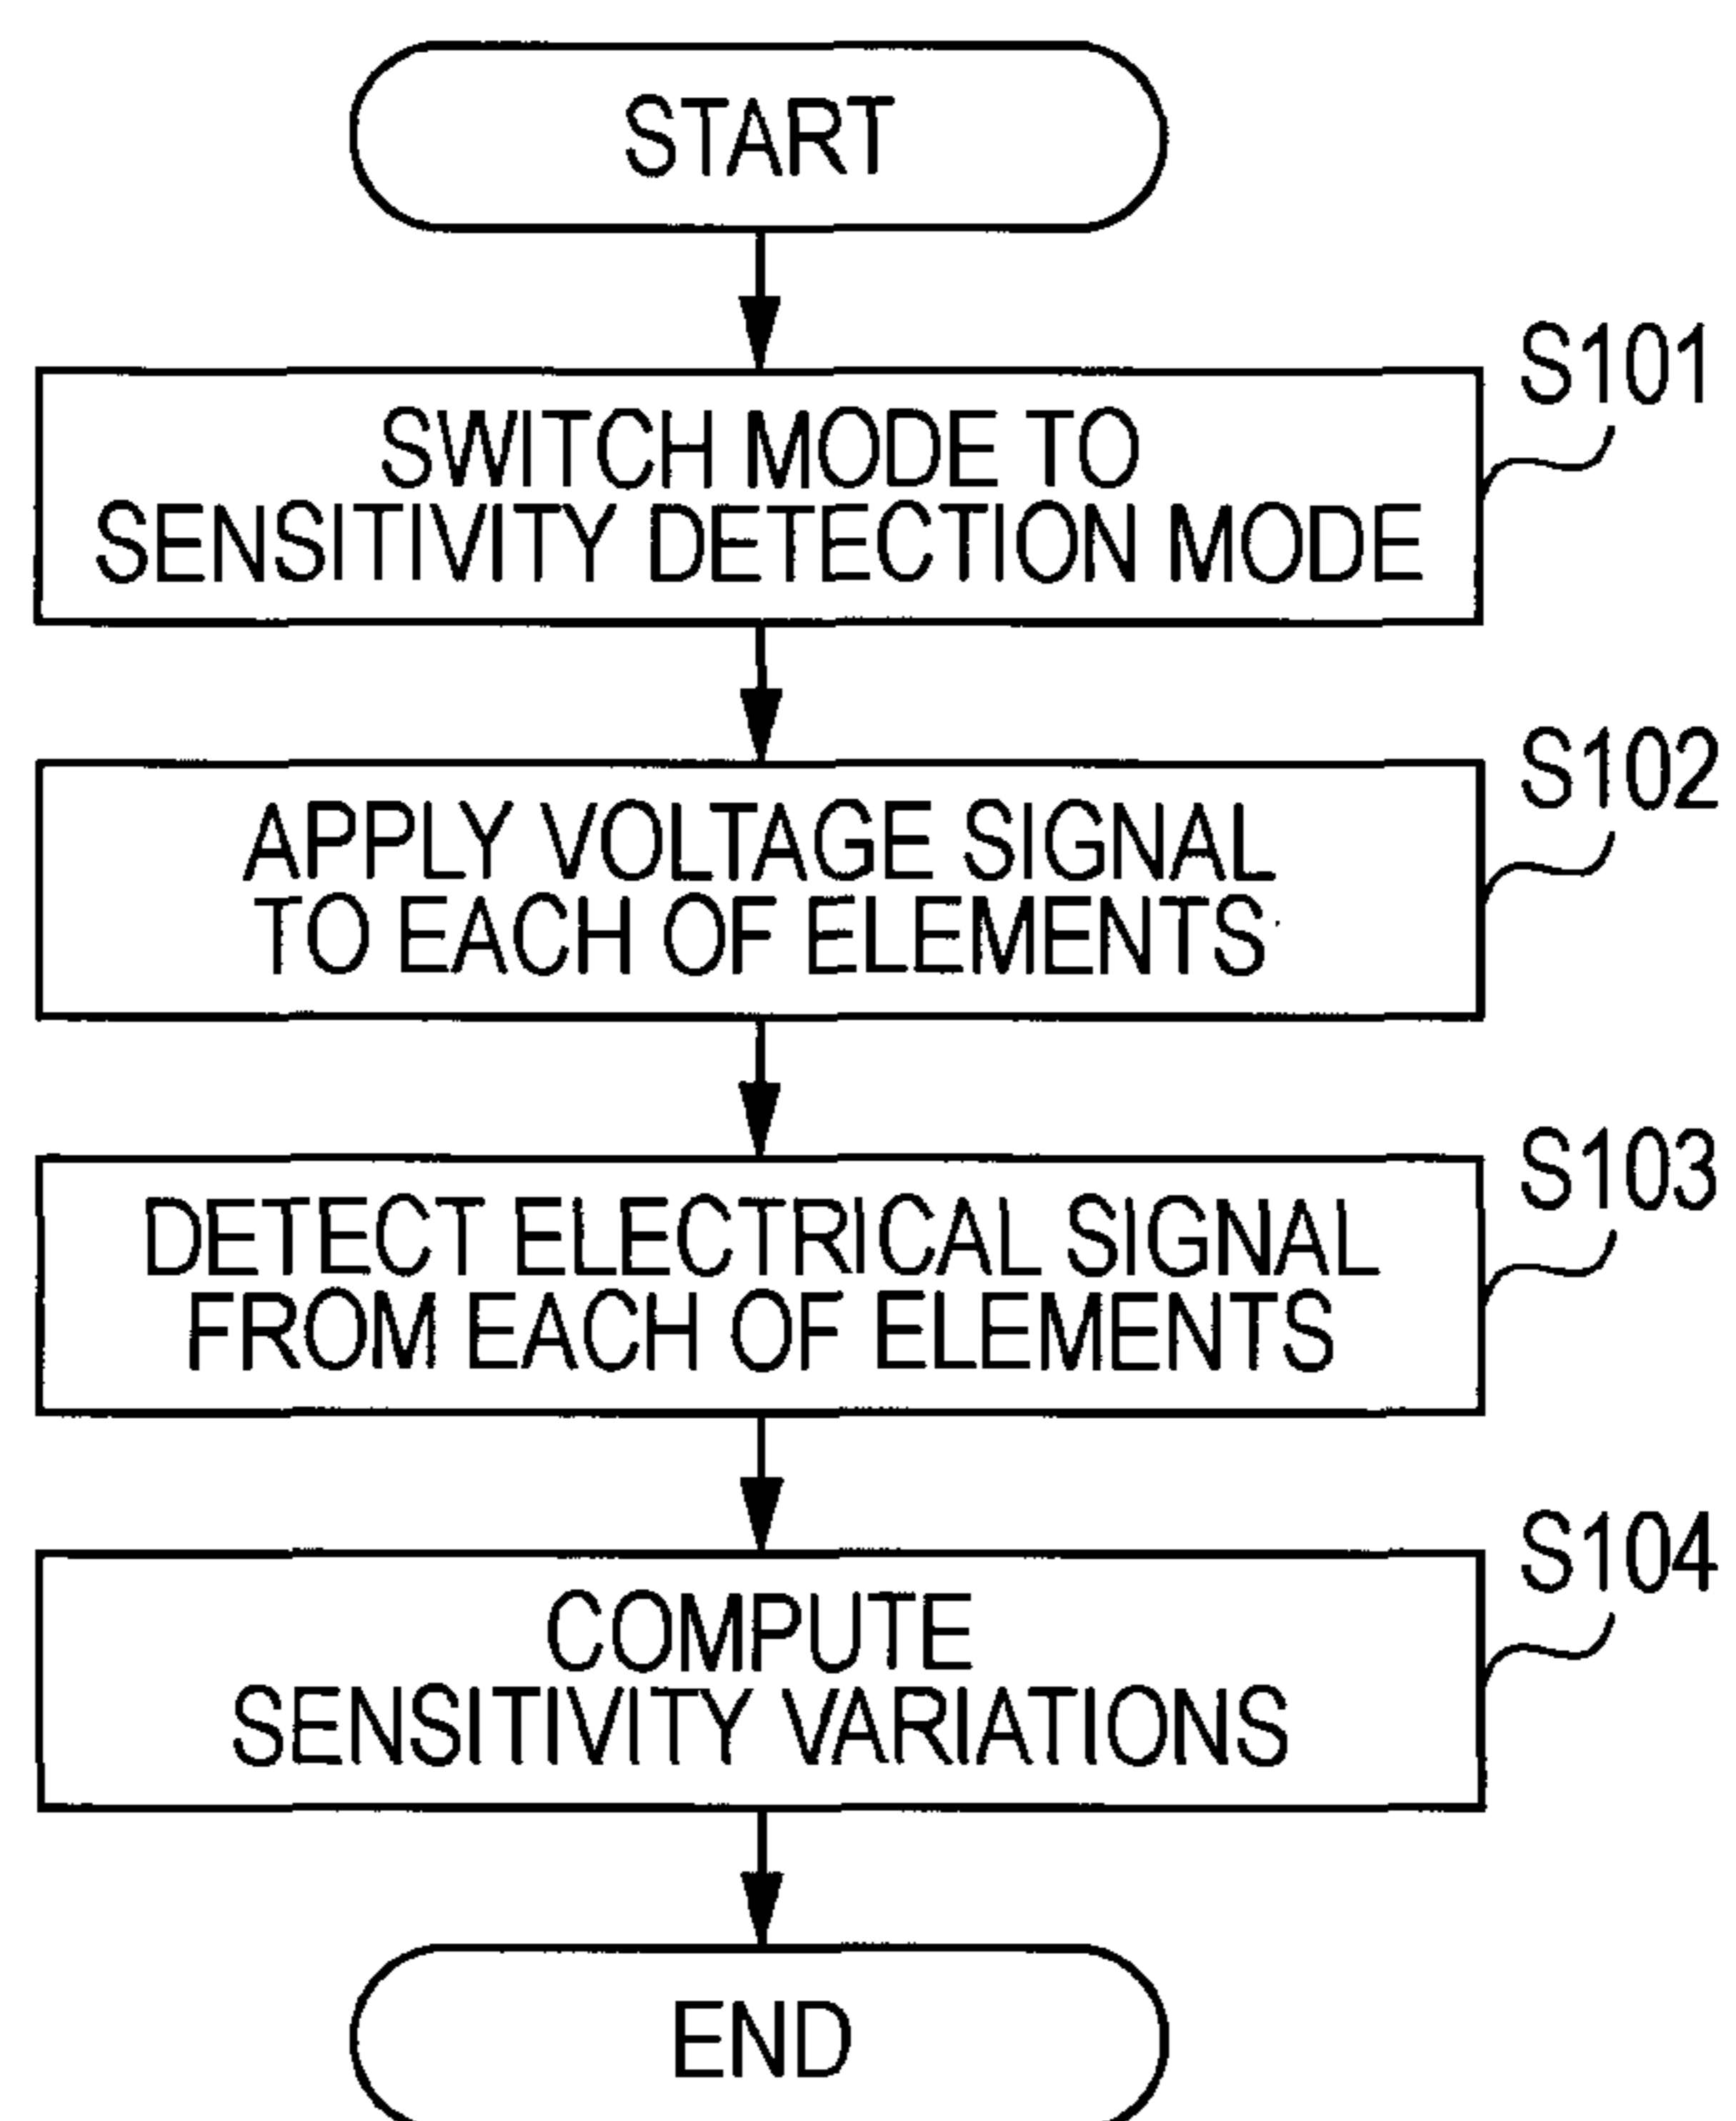 START
S101
SWITCH MODE TO
SENSITIVITY DETECTION MODE
S102
APPLY VOLTAGE SIGNAL
TO EACH OF ELEMENTS
S103
DETECT ELECTRICAL SIGNAL
FROM EACH OF ELEMENTS
S104
COMPUTE
SENSITIVITY VARIATIONS
END